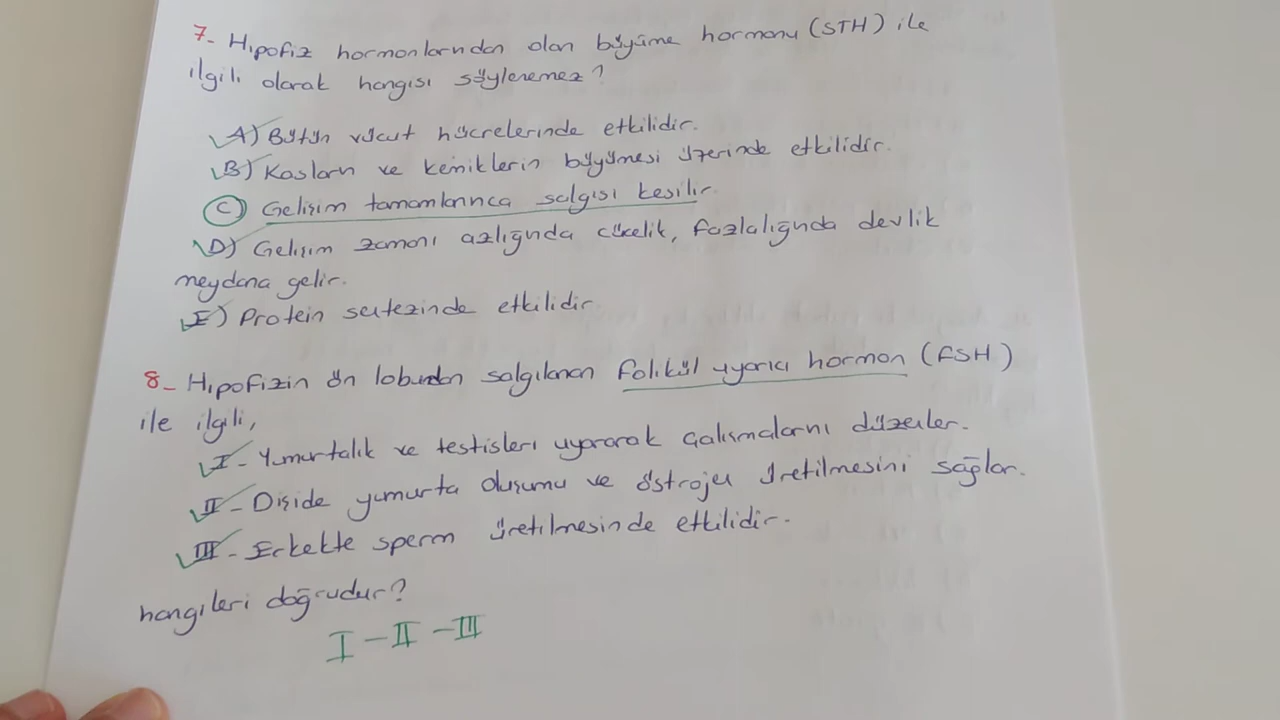 7- Hipofiz hormonlarından olan büyüme hormonu (STH) ile
ilgili olarak hangisi söylenemez?
A) Bütün vücut hücrelerinde etkilidir.
B) Kasların ve kemiklerin büyümesi üzerinde etkilidir.
C) Gelişim tamamlanınca salgısı kesilir.
D) Gelişim zamanı azlığında cücelik, fazlalığında devlik
meydana gelir.
E) Protein sentezinde etkilidir.
8- Hipofizin ön lobundan salgılanan folikül uyarıcı hormon (FSH)
ile ilgili,
I- Yumurtalık ve testisleri uyararak çalışmalarını düzenler.
II- Dişide yumurta oluşumu ve östrojen üretilmesini sağlar.
III- Erkekte sperm üretilmesinde etkilidir.
hangileri doğrudur?
I - II - III